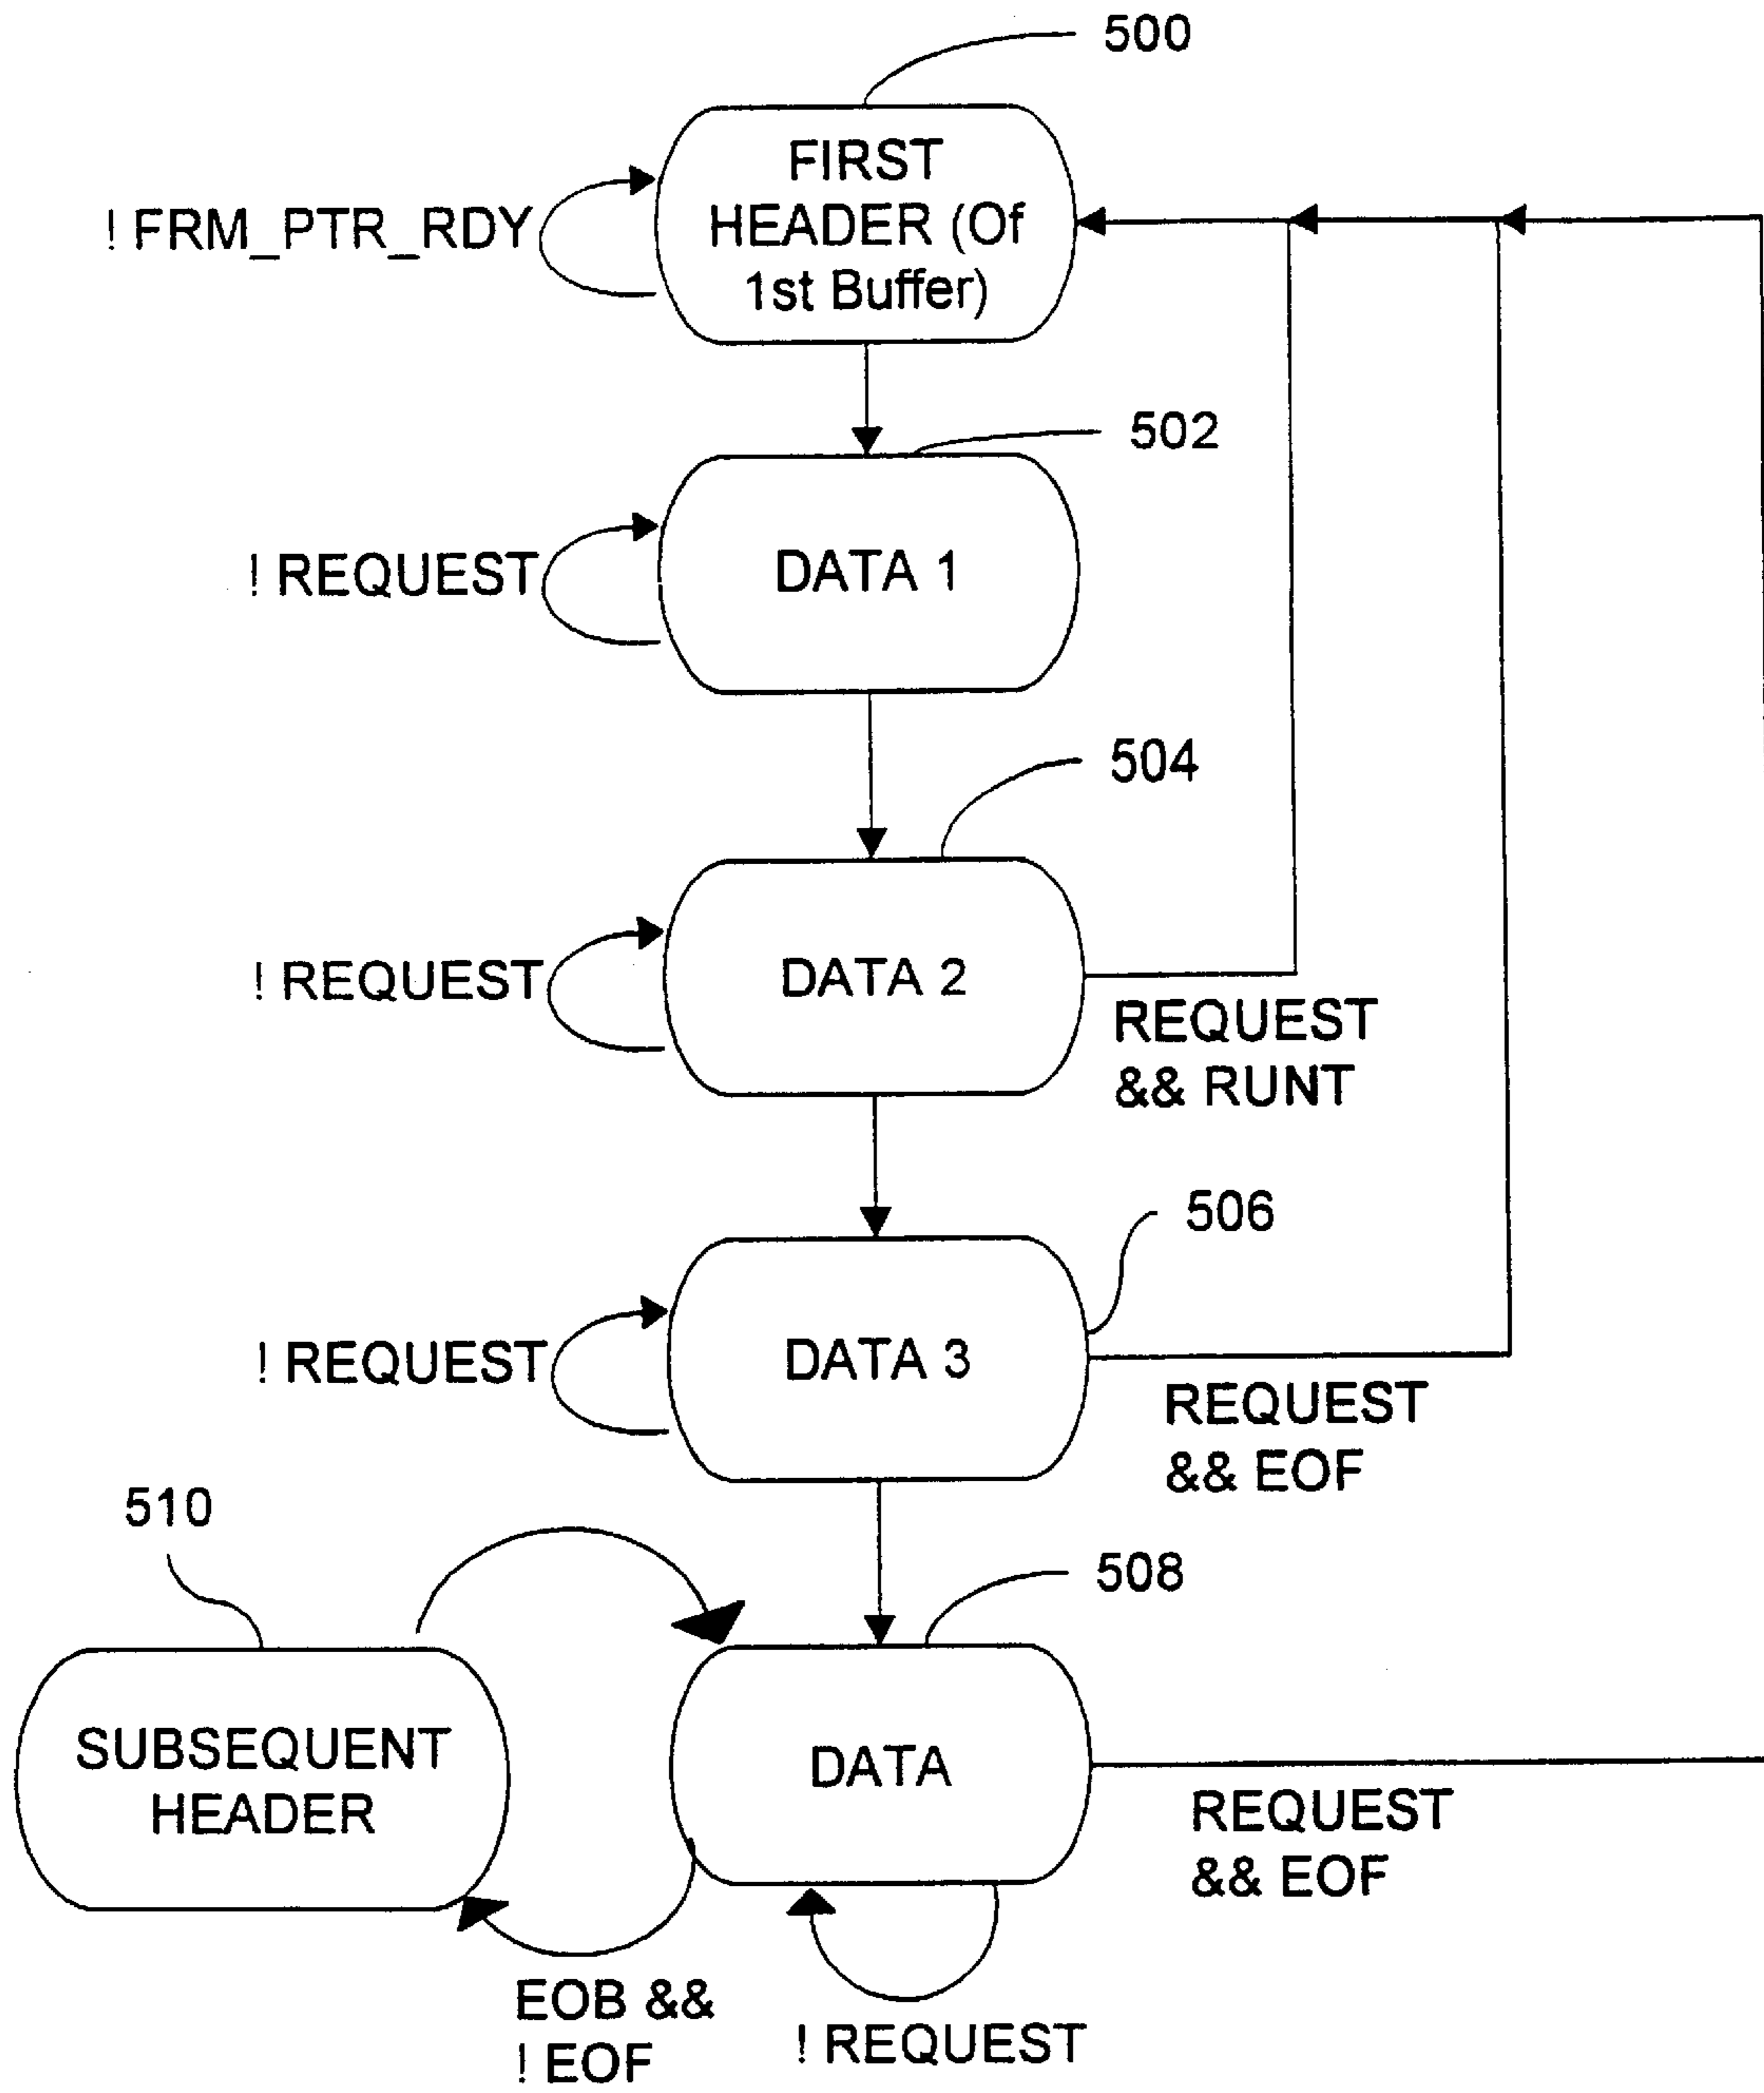 500
FIRST
HEADER (Of
1st Buffer)
! FRM_PTR_RDY
502
DATA 1
! REQUEST
504
DATA 2
! REQUEST
REQUEST
&& RUNT
506
DATA 3
! REQUEST
REQUEST
&& EOF
510
508
SUBSEQUENT
HEADER
DATA
REQUEST
&& EOF
EOB &&
! EOF
! REQUEST